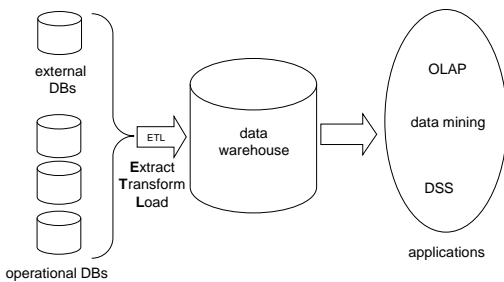 external
DBs
operational DBs
ETL
Extract
Transform
Load
data
warehouse
OLAP
data mining
DSS
applications